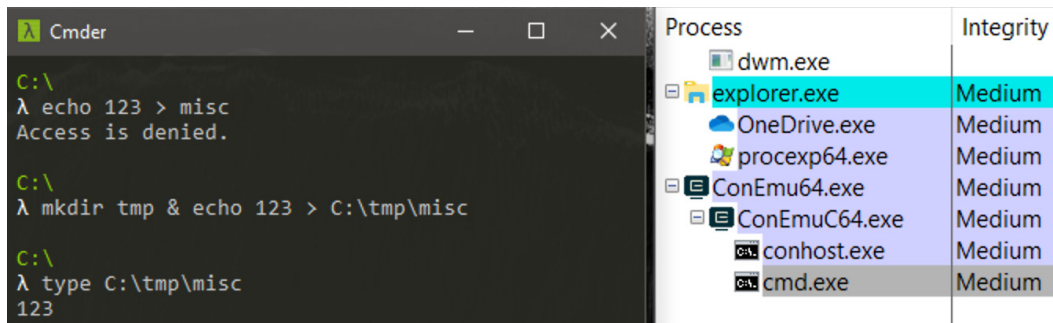 λ Cmder
C:\
λ echo 123 > misc
Access is denied.
C:\
λ mkdir tmp & echo 123 > C:\tmp\misc
C:\
λ type C:\tmp\misc
123
Process Integrity
dwm.exe
explorer.exe Medium
OneDrive.exe Medium
procexp64.exe Medium
ConEmu64.exe Medium
ConEmuC64.exe Medium
conhost.exe Medium
cmd.exe Medium